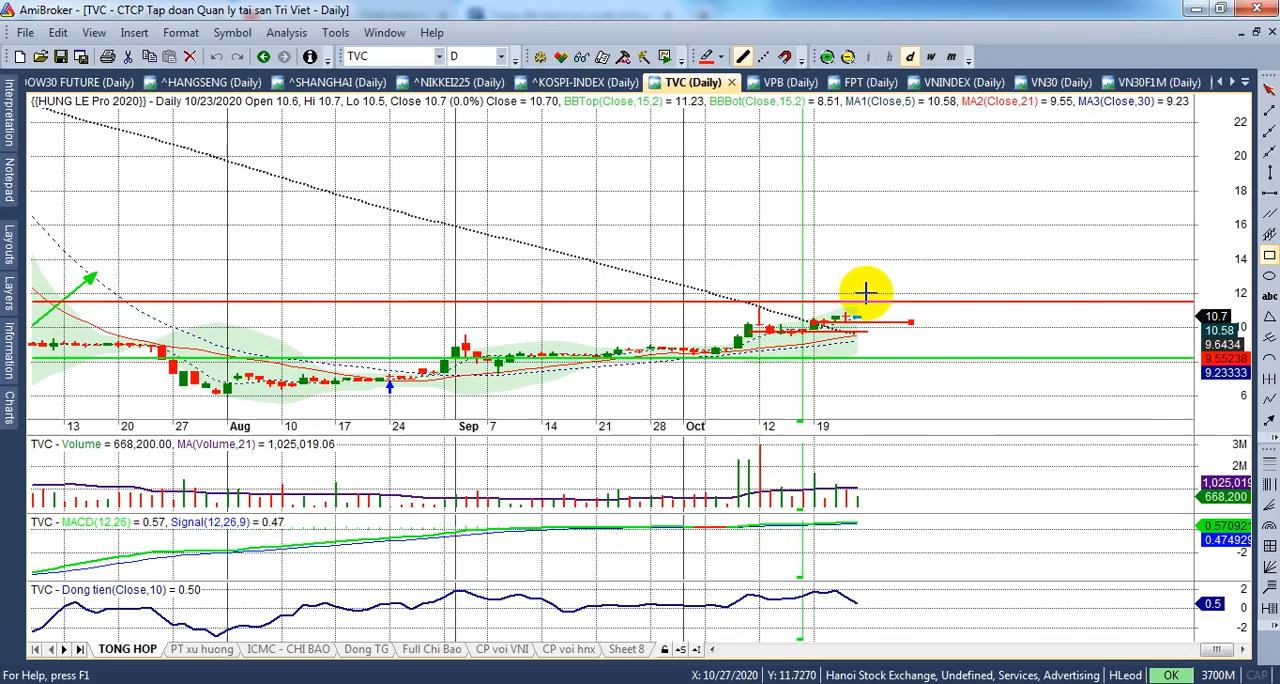 AmiBroker - [TVC - CTCP Tap doan Quan ly tai san Tri Viet - Daily]
File Edit View Insert Format Symbol Analysis Tools Window Help
TVC D i h d w m
OW30 FUTURE (Daily) ^HANGSENG (Daily) ^SHANGHAI (Daily) ^NIKKEI225 (Daily) ^KOSPI-INDEX (Daily) TVC (Daily) VPB (Daily) FPT (Daily) VNINDEX (Daily) VN30 (Daily) VN30F1M (Daily)
{{HUNG LE Pro 2020}} - Daily 10/23/2020 Open 10.6, Hi 10.7, Lo 10.5, Close 10.7 (0.0%) Close = 10.70, BBTop(Close,15,2) = 11.23, BBBot(Close,15,2) = 8.51, MA1(Close,5) = 10.58, MA2(Close,21) = 9.55, MA3(Close,30) = 9.23
Interpretation
Notepad
Layouts
Layers
Information
Charts
abc
22
20
18
16
14
12
10.7
10
10.58
9.6434
9.55238
9.23333
6
13 20 27 Aug 10 17 24 Sep 7 14 21 28 Oct 12 19
TVC - Volume = 668,200.00, MA(Volume,21) = 1,025,019.06
3M
2M
1,025,019
668,200
TVC - MACD(12,26) = 0.57, Signal(12,26,9) = 0.47
0.570921
0.474929
-2
TVC - Dong tien(Close,10) = 0.50
2
0.5
0
-2
TONG HOP PT xu huong ICMC - CHI BAO Dong TG Full Chi Bao CP voi VNI CP voi hnx Sheet 8
For Help, press F1 X: 10/27/2020 Y: 11.7270 Hanoi Stock Exchange, Undefined, Services, Advertising HLeod OK 3700M CAP